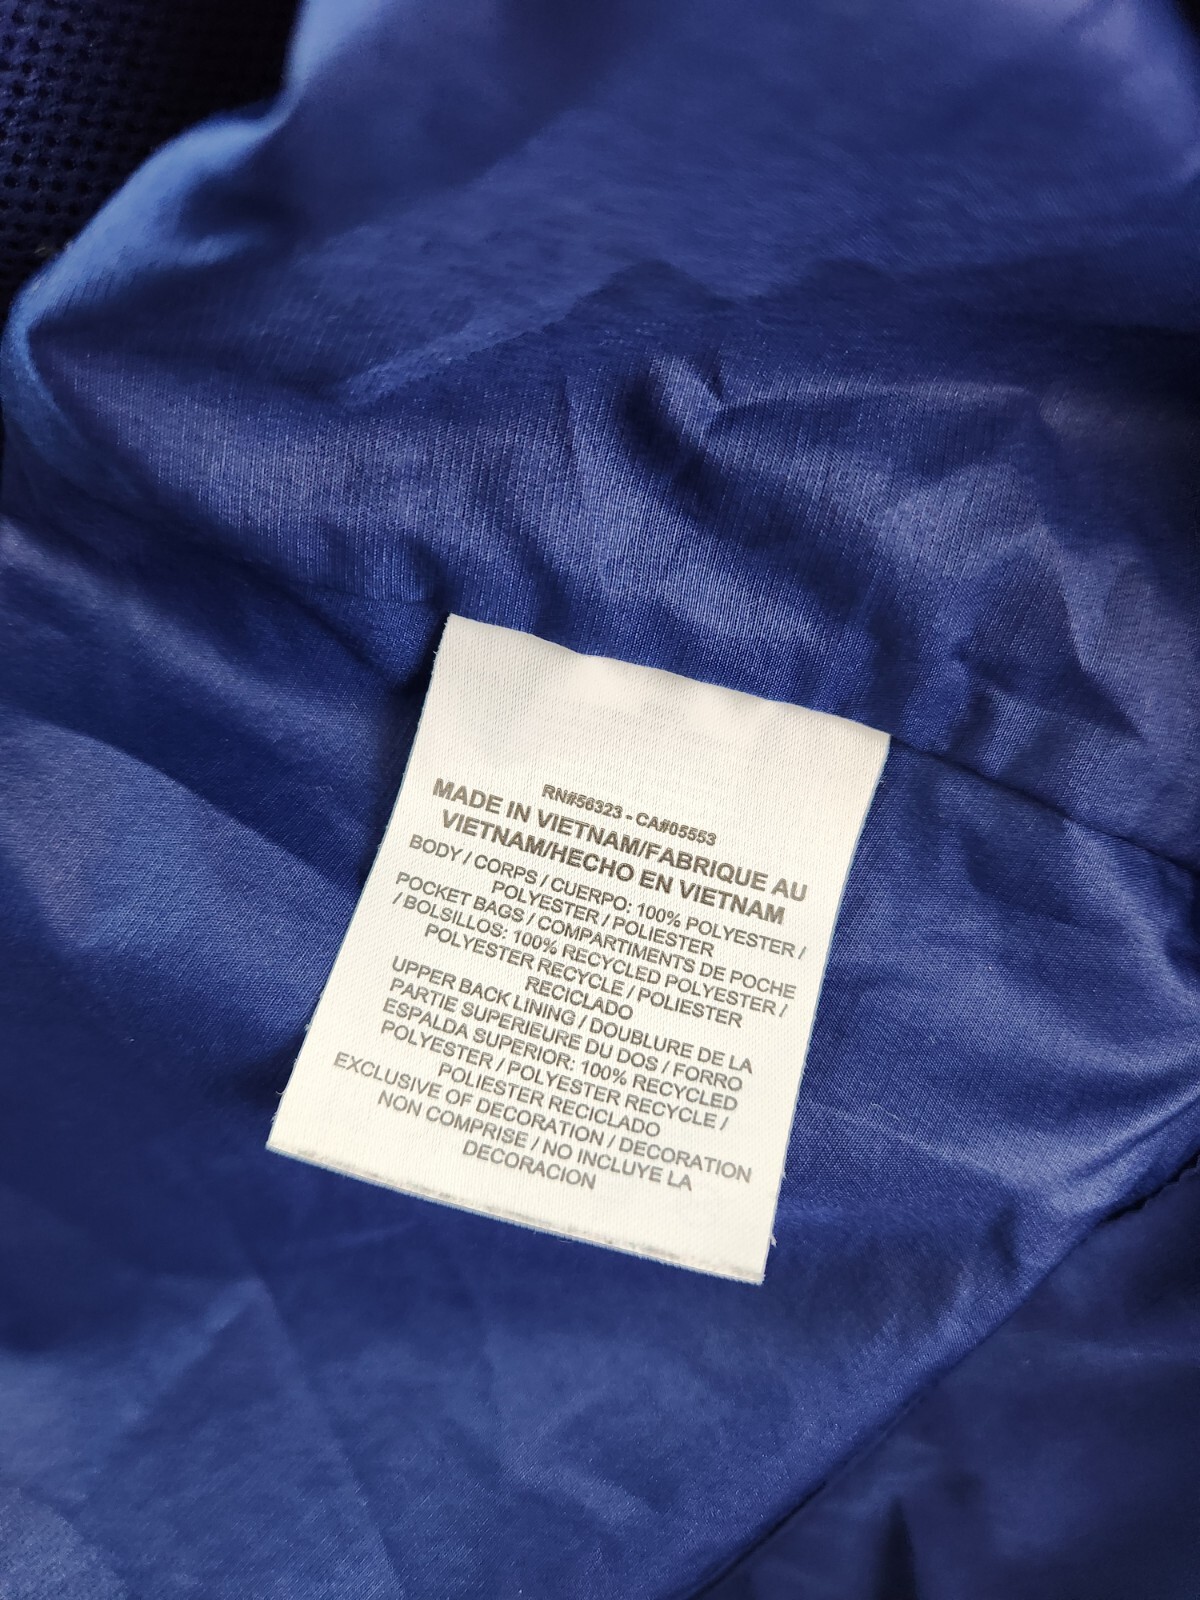 RN#56323 - CA#05553
MADE IN VIETNAM/FABRIQUE AU
VIETNAM/HECHO EN VIETNAM
BODY / CORPS / CUERPO: 100% POLYESTER /
POLYESTER / POLIESTER
POCKET BAGS / COMPARTIMENTS DE POCHE
/ BOLSILLOS: 100% RECYCLED POLYESTER /
POLYESTER RECYCLE / POLIESTER
RECICLADO
UPPER BACK LINING / DOUBLURE DE LA
PARTIE SUPERIEURE DU DOS / FORRO
ESPALDA SUPERIOR: 100% RECYCLED
POLYESTER / POLYESTER RECYCLE /
POLIESTER RECICLADO
EXCLUSIVE OF DECORATION / DECORATION
NON COMPRISE / NO INCLUYE LA
DECORACION